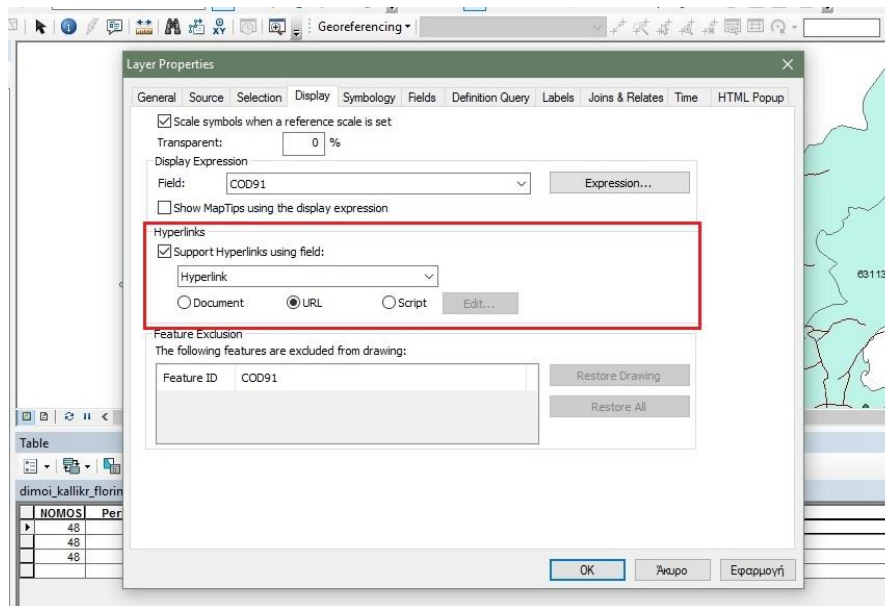 XY
Georeferencing
Layer Properties
General Source Selection Display Symbology Fields Definition Query Labels Joins & Relates Time HTML Popup
Scale symbols when a reference scale is set
Transparent: 0 %
Display Expression
Field: COD91 Expression...
Show MapTips using the display expression
Hyperlinks
Support Hyperlinks using field:
Hyperlink
Document URL Script Edit...
63113
Feature Exclusion
The following features are excluded from drawing:
Feature ID COD91
Restore Drawing
Restore All
Table
dimoi_kallikr_florin
NOMOS Per
48
48
48
OK Άκυρο Εφαρμογή